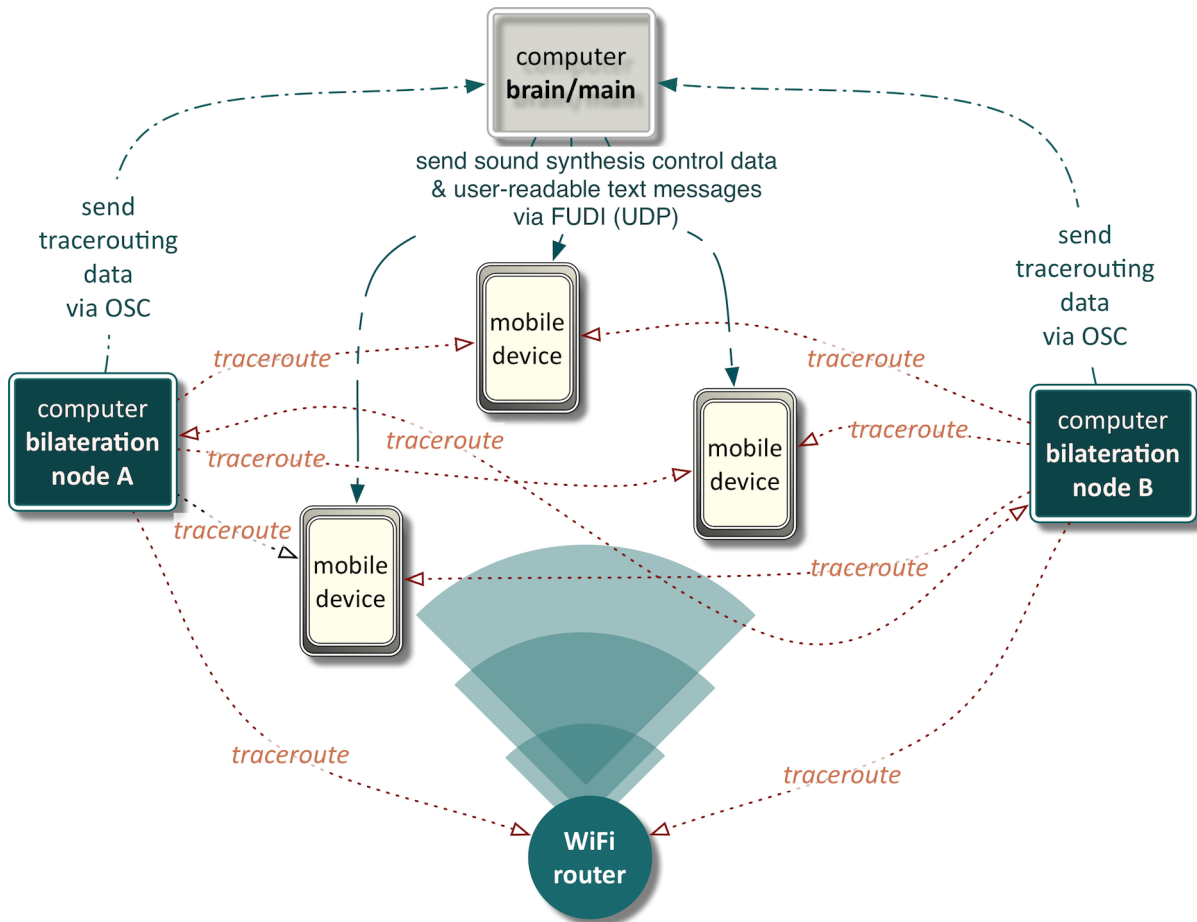 computer
brain/main
send sound synthesis control data
& user-readable text messages
via FUDI (UDP)
send
tracerouting
data
via OSC
send
tracerouting
data
via OSC
mobile
device
traceroute
traceroute
computer
bilateration
node A
traceroute
traceroute
traceroute
mobile
device
computer
bilateration
node B
traceroute
mobile
device
traceroute
traceroute
traceroute
WiFi
router